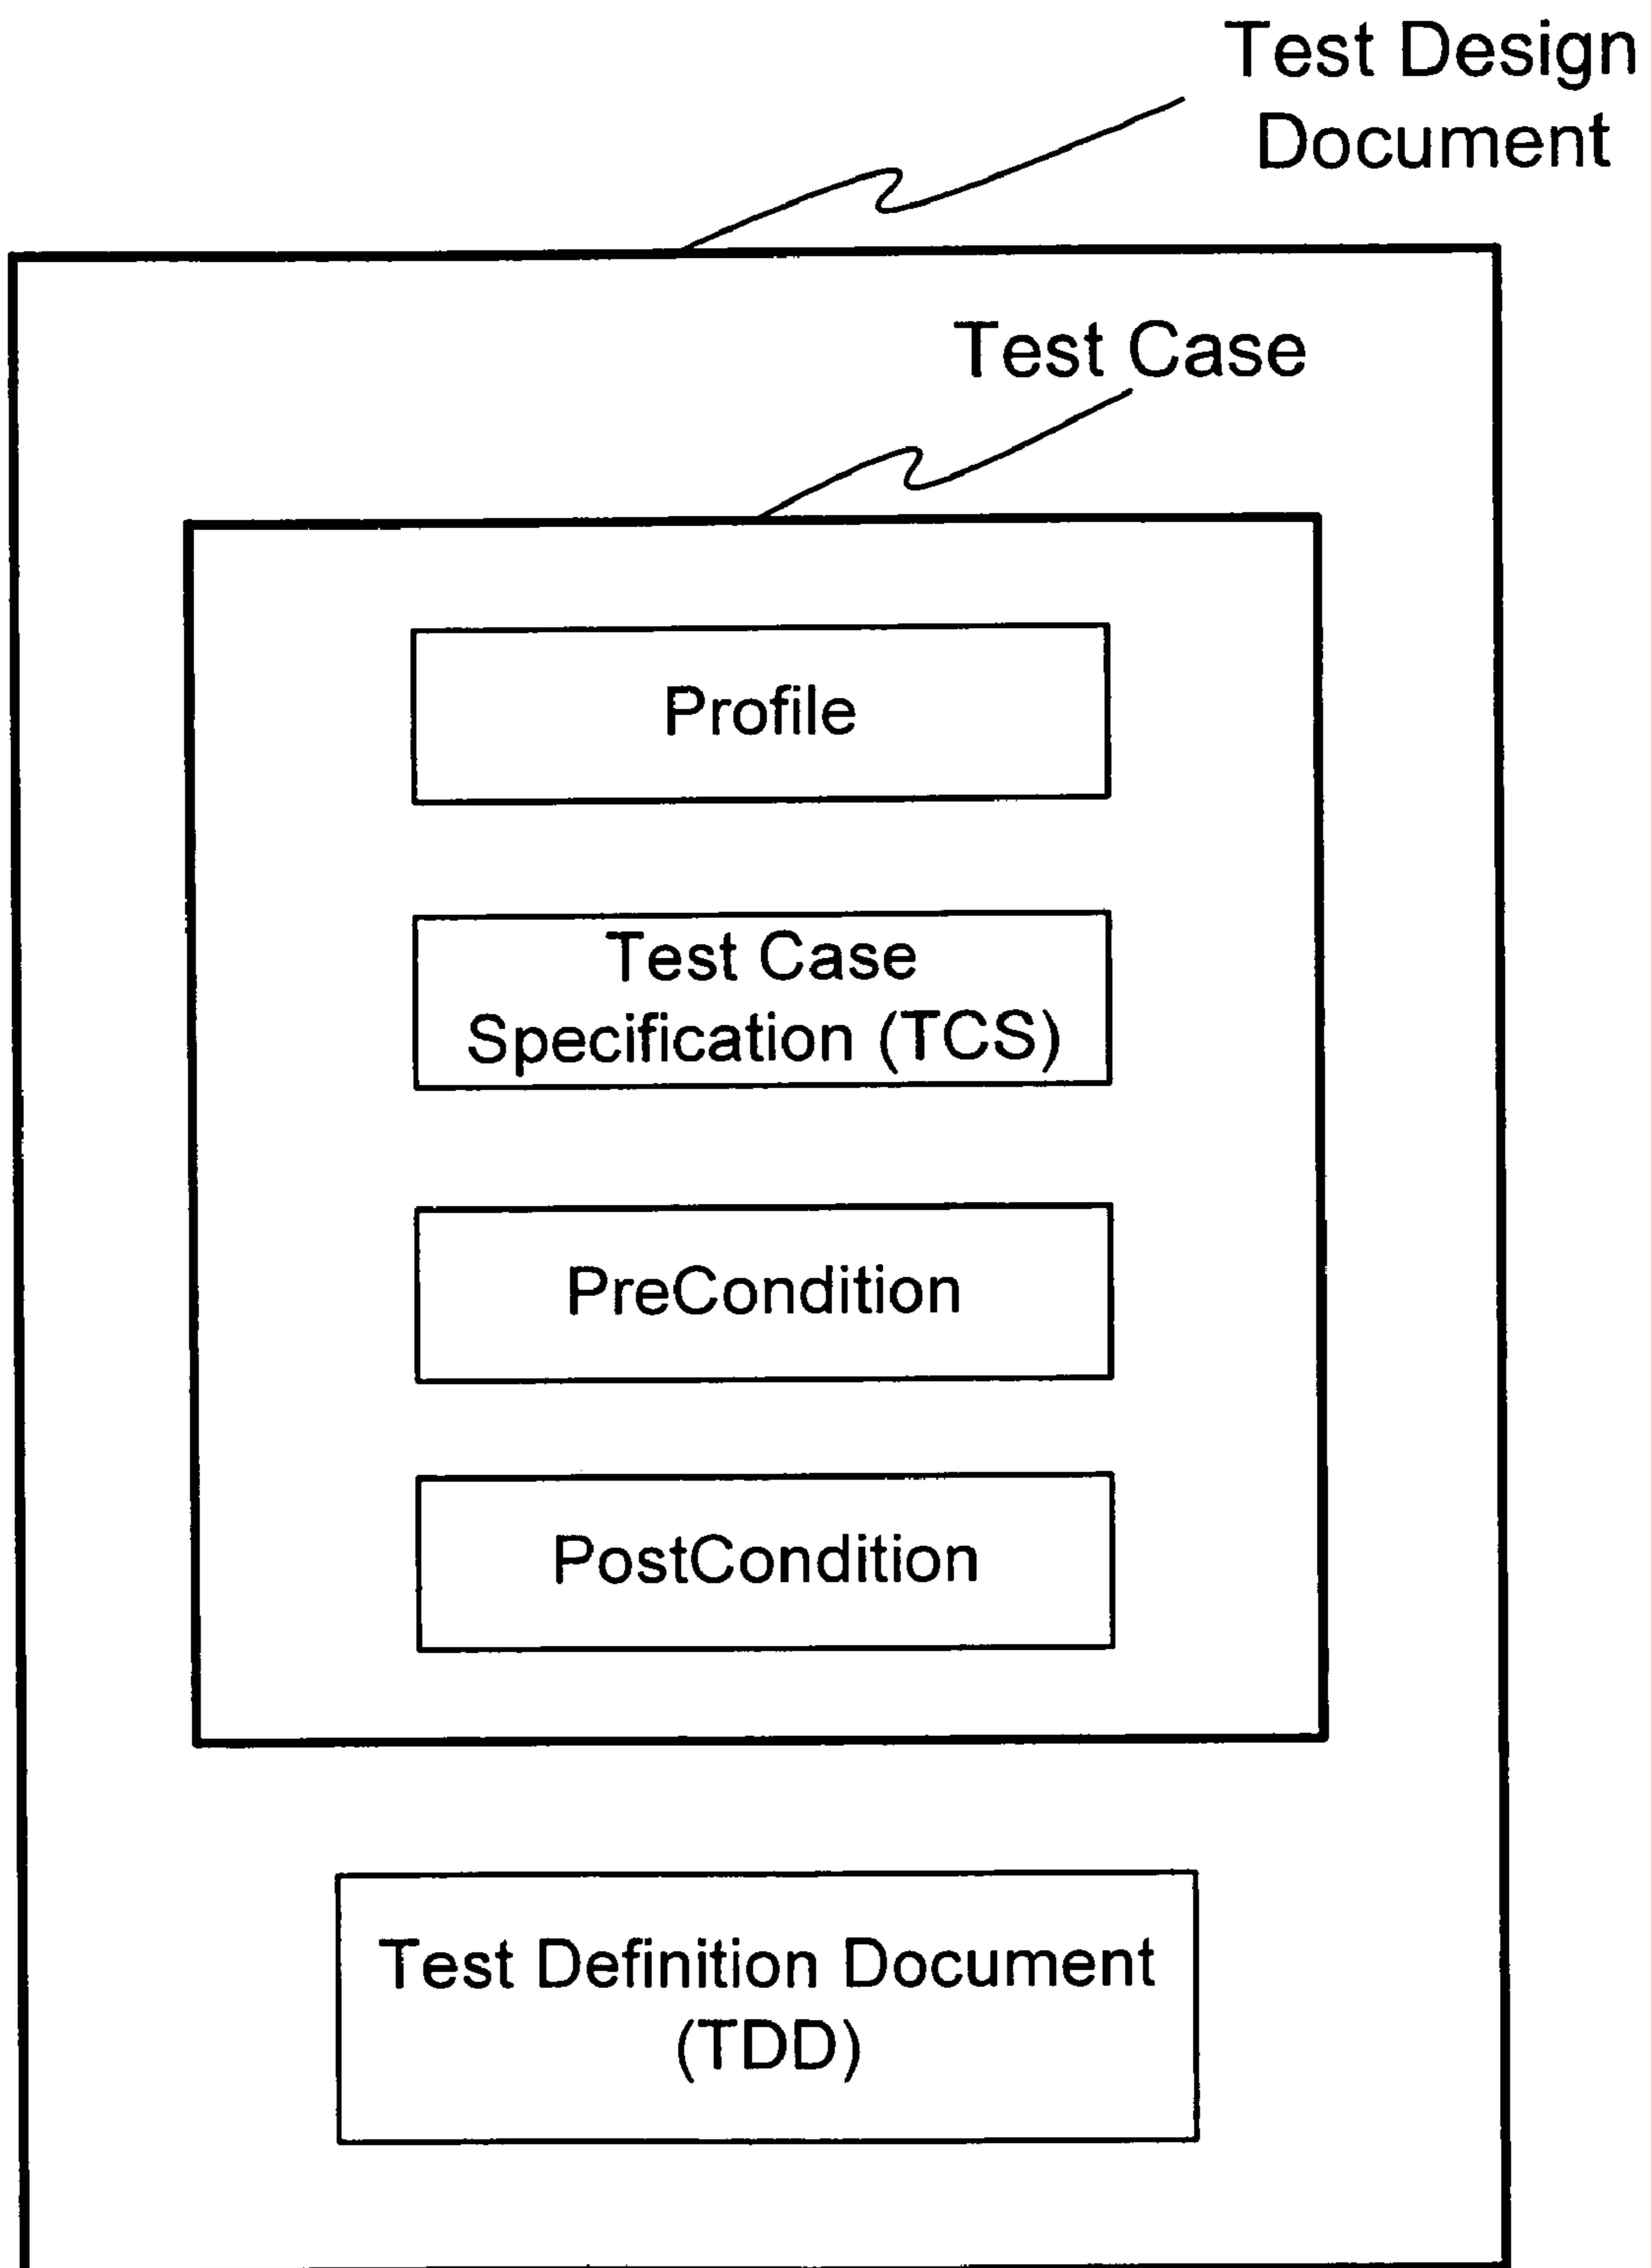 Test Design
Document
Test Case
Profile
Test Case
Specification (TCS)
PreCondition
PostCondition
Test Definition Document
(TDD)